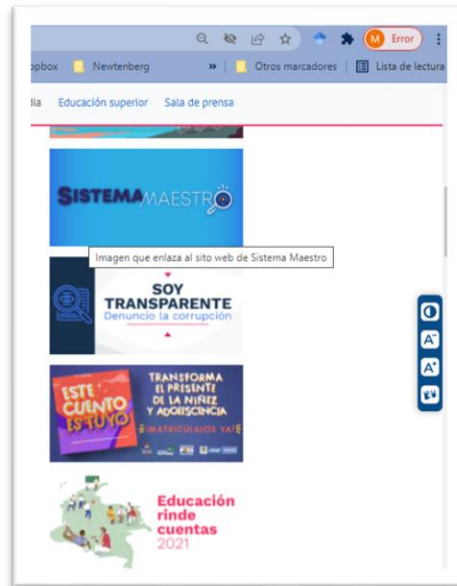 Error
opbox
Newtenberg
»
Otros marcadores
Lista de lectura
dia
Educación superior
Sala de prensa
SISTEMAMAESTRO
Imagen que enlaza al sito web de Sistema Maestro
SOY
TRANSPARENTE
Denuncio la corrupción
ESTE
CUENTO
ES TUYO
TRANSFORMA
EL PRESENTE
DE LA NIÑEZ
Y ADOLESCENCIA
¡MATRICÚLALOS YA!
A-
A+
Educación
rinde
cuentas
2021